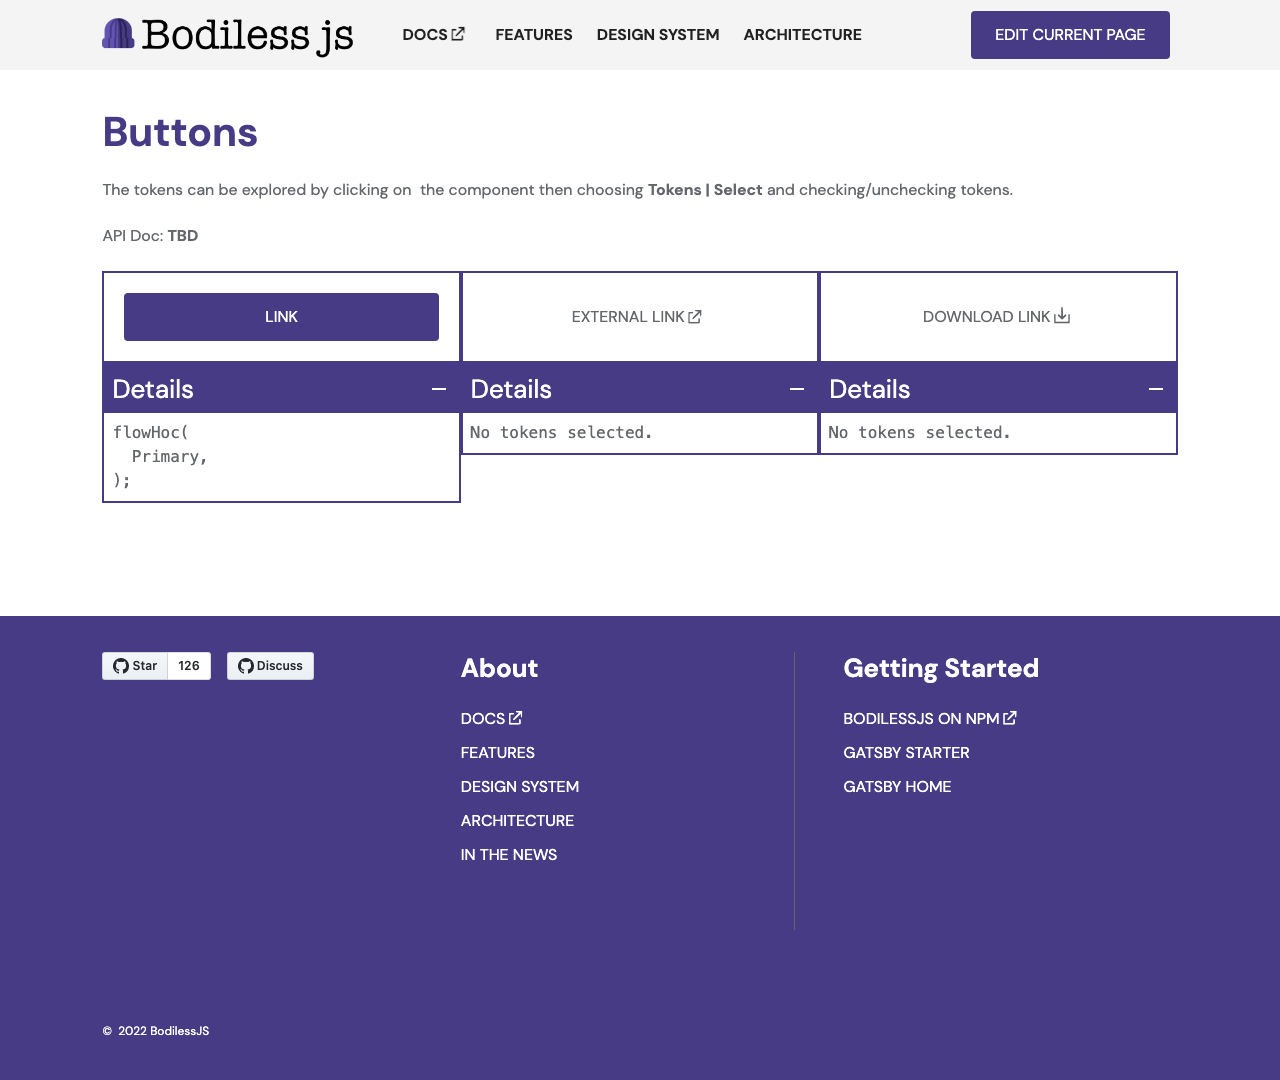 Bodiless js
DOCS
FEATURES
DESIGN SYSTEM
ARCHITECTURE
EDIT CURRENT PAGE
Buttons
The tokens can be explored by clicking on  the component then choosing Tokens | Select and checking/unchecking tokens.
API Doc: TBD
LINK
EXTERNAL LINK
DOWNLOAD LINK
Details
Details
Details
flowHoc(
  Primary,
);
No tokens selected.
No tokens selected.
Star
126
Discuss
About
DOCS
FEATURES
DESIGN SYSTEM
ARCHITECTURE
IN THE NEWS
Getting Started
BODILESSJS ON NPM
GATSBY STARTER
GATSBY HOME
©  2022 BodilessJS